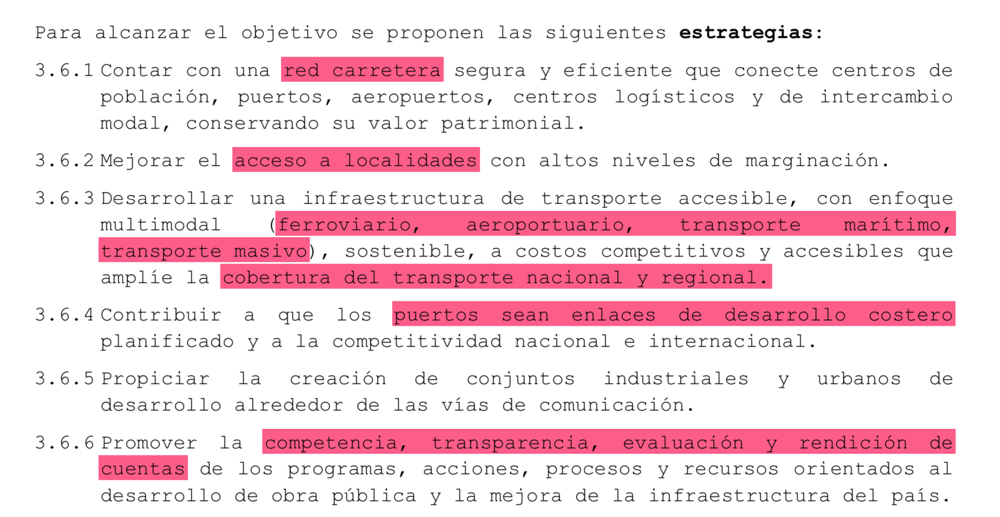 Para alcanzar el objetivo se proponen las siguientes estrategias:
3.6.1 Contar con una red carretera segura y eficiente que conecte centros de
población, puertos, aeropuertos, centros logísticos y de intercambio
modal, conservando su valor patrimonial.
3.6.2 Mejorar el acceso a localidades con altos niveles de marginación.
3.6.3 Desarrollar una infraestructura de transporte accesible, con enfoque
multimodal (ferroviario, aeroportuario, transporte marítimo,
transporte masivo), sostenible, a costos competitivos y accesibles que
amplíe la cobertura del transporte nacional y regional.
3.6.4 Contribuir a que los puertos sean enlaces de desarrollo costero
planificado y a la competitividad nacional e internacional.
3.6.5 Propiciar la creación de conjuntos industriales y urbanos de
desarrollo alrededor de las vías de comunicación.
3.6.6 Promover la competencia, transparencia, evaluación y rendición de
cuentas de los programas, acciones, procesos y recursos orientados al
desarrollo de obra pública y la mejora de la infraestructura del país.